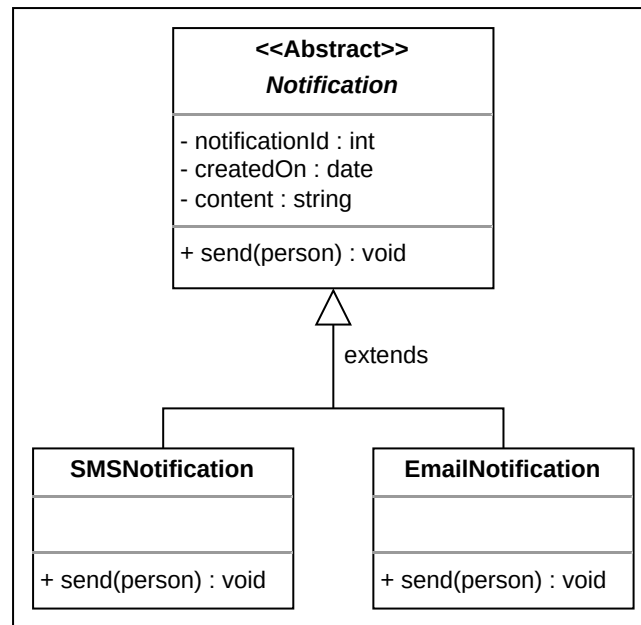 <<Abstract>>
Notification
- notificationId : int
- createdOn : date
- content : string
+ send(person) : void
extends
SMSNotification
+ send(person) : void
EmailNotification
+ send(person) : void